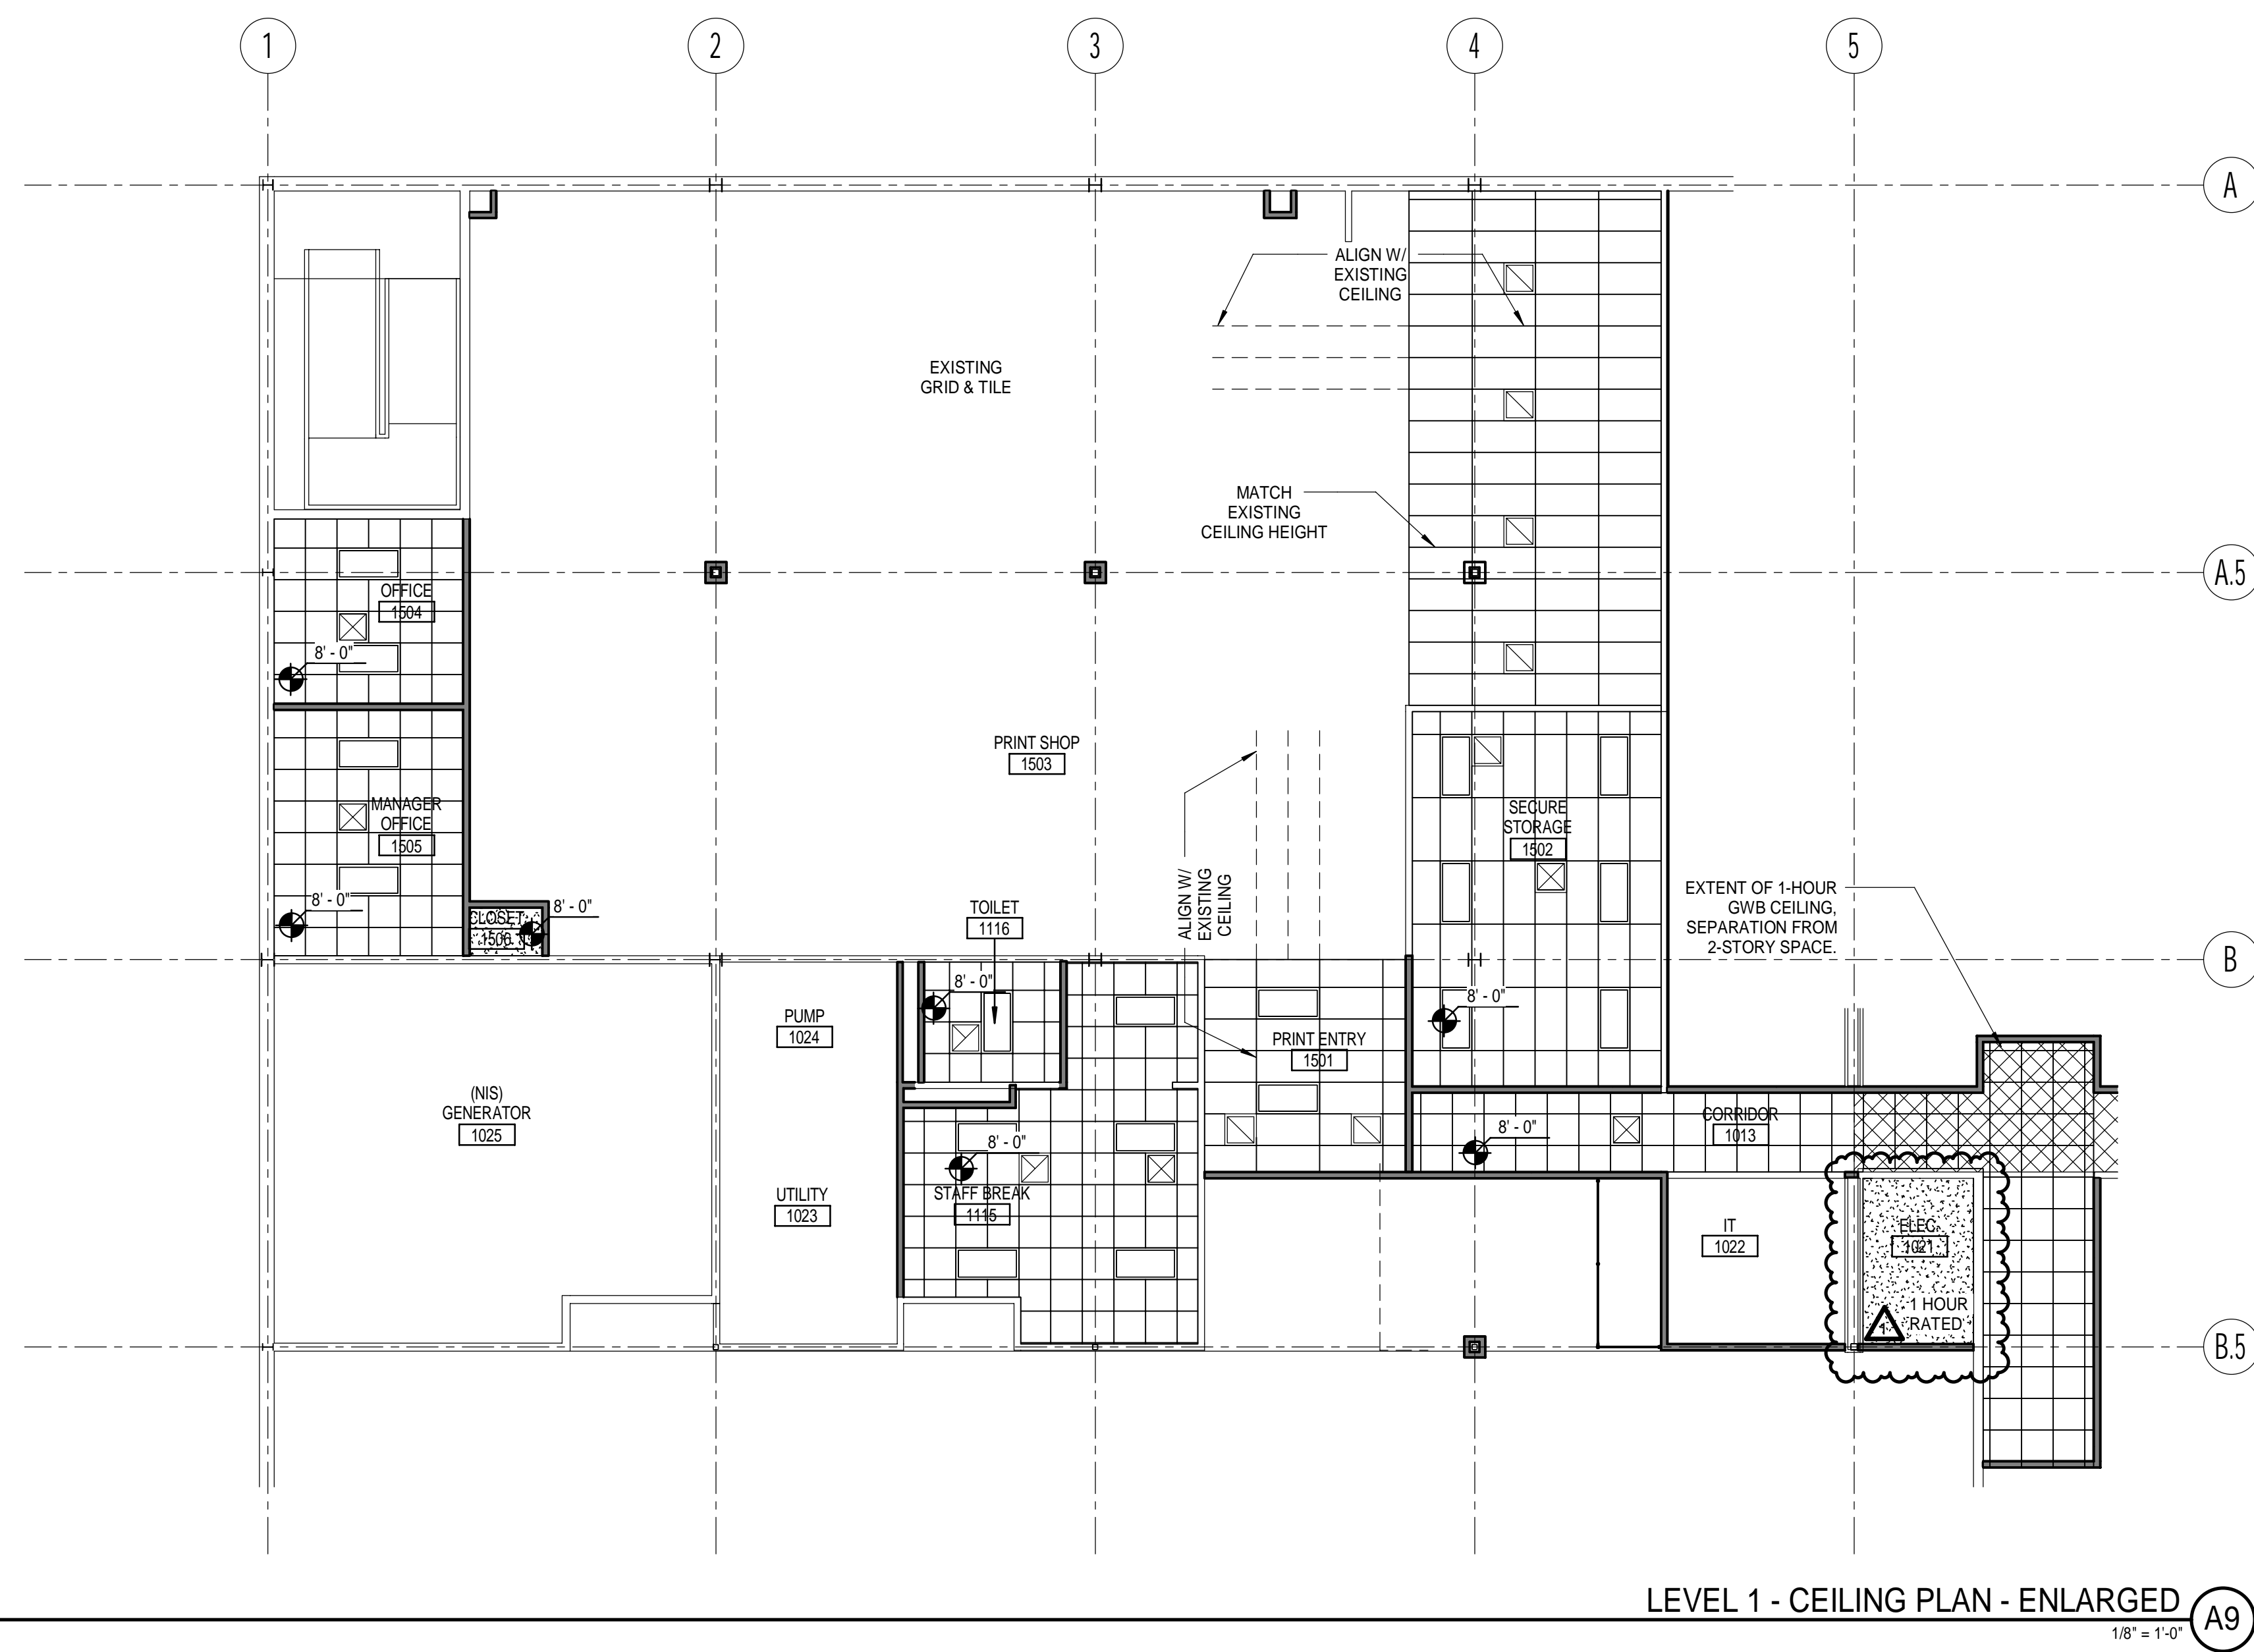 1
2
3
4
5
A
A.5
B
B.5
ALIGN W/
EXISTING
CEILING
EXISTING
GRID & TILE
MATCH
EXISTING
CEILING HEIGHT
OFFICE
1504
8' - 0"
PRINT SHOP
1503
MANAGER
OFFICE
1505
8' - 0"
CLOSET
1506
8' - 0"
SECURE
STORAGE
1502
8' - 0"
ALIGN W/
EXISTING
CEILING
EXTENT OF 1-HOUR
GWB CEILING,
SEPARATION FROM
2-STORY SPACE.
TOILET
1116
8' - 0"
PUMP
1024
PRINT ENTRY
1501
(NIS)
GENERATOR
1025
8' - 0"
STAFF BREAK
1115
8' - 0"
CORRIDOR
1013
UTILITY
1023
IT
1022
ELEC.
1021
1 HOUR
RATED
1
LEVEL 1 - CEILING PLAN - ENLARGED
1/8" = 1'-0"
A9